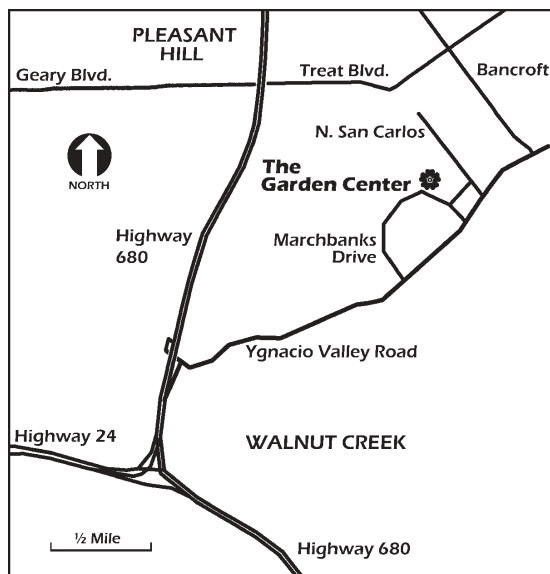 PLEASANT
HILL
Geary Blvd.
Treat Blvd.
Bancroft
N. San Carlos
NORTH
The
Garden Center
Highway
680
Marchbanks
Drive
Ygnacio Valley Road
Highway 24
WALNUT CREEK
½ Mile
Highway 680